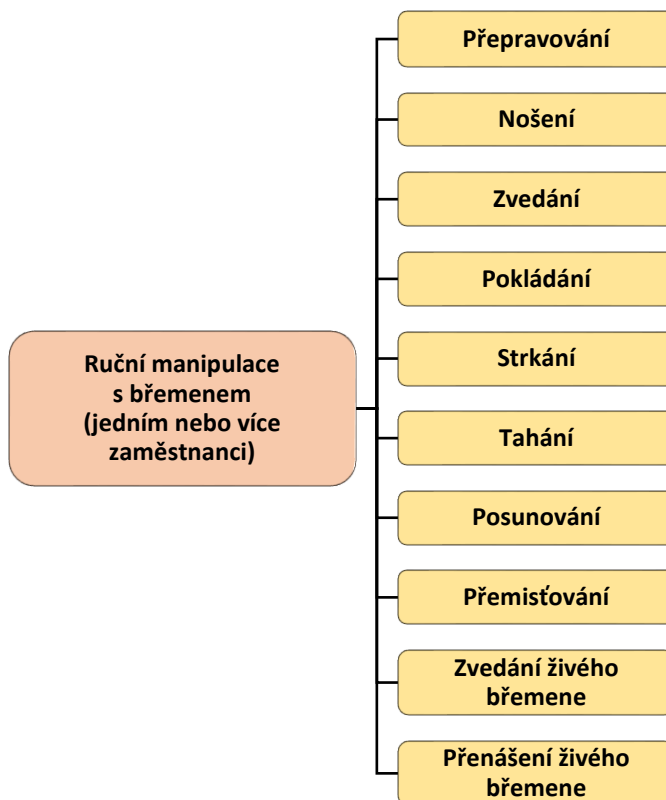 Přepravování
Nošení
Zvedání
Pokládání
Ruční manipulace
s břemenem
(jedním nebo více
zaměstnanci)
Strkání
Tahání
Posunování
Přemisťování
Zvedání živého
břemene
Přenášení živého
břemene